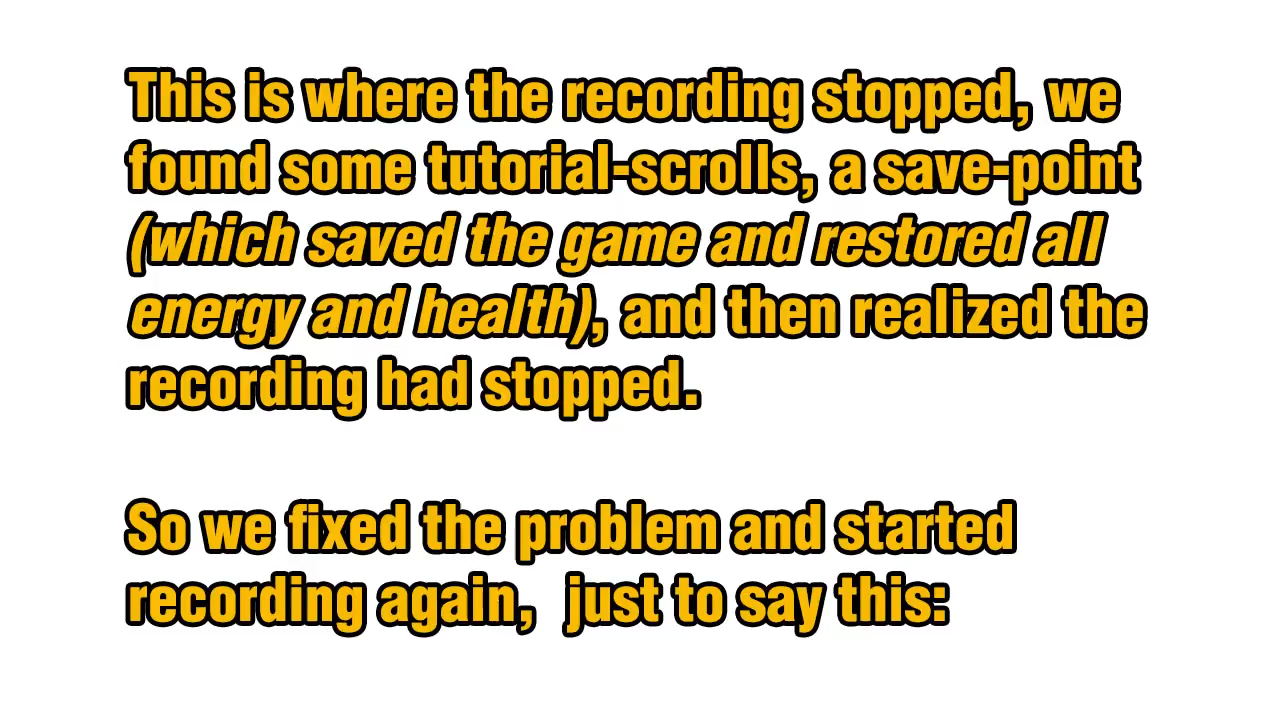 This is where the recording stopped, we
found some tutorial-scrolls, a save-point
(which saved the game and restored all
energy and health), and then realized the
recording had stopped.
So we fixed the problem and started
recording again,  just to say this: